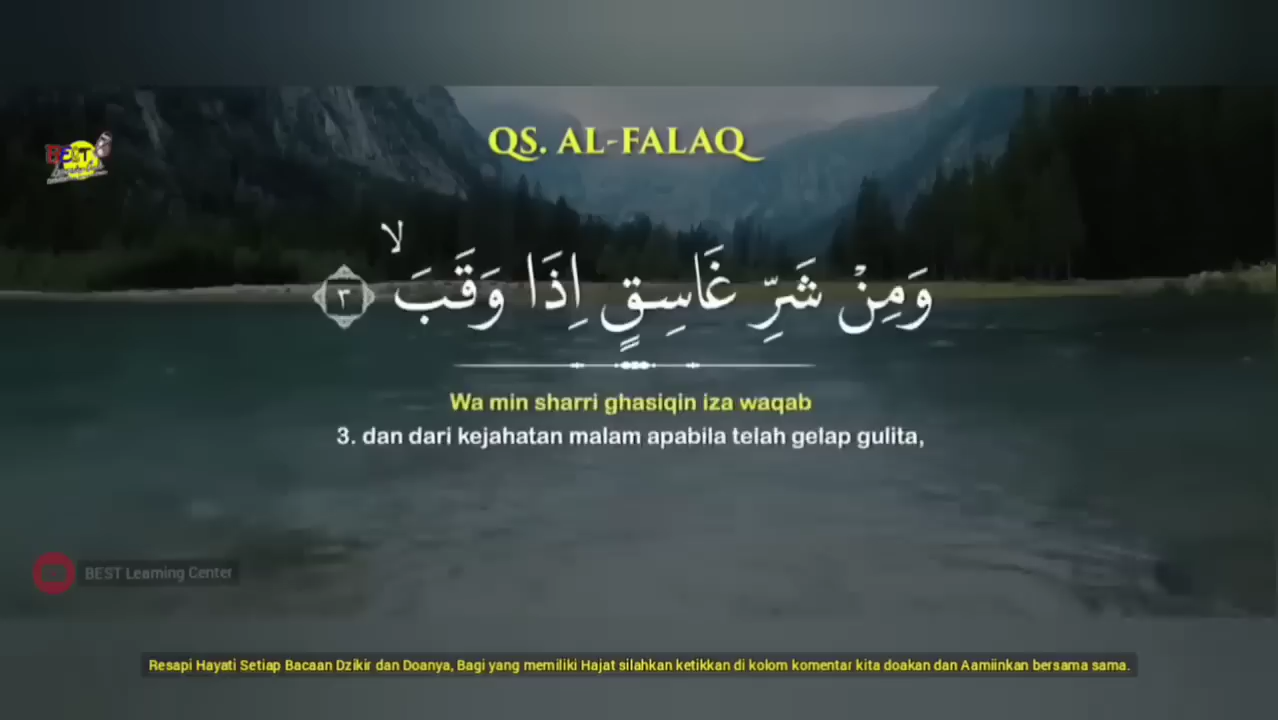 QS. AL-FALAQ
BEST
وَمِنْ شَرِّ غَاسِقٍ اِذَا وَقَبَ ۙ ٣
Wa min sharri ghasiqin iza waqab
3. dan dari kejahatan malam apabila telah gelap gulita,
BEST Learning Center
Resapi Hayati Setiap Bacaan Dzikir dan Doanya, Bagi yang memiliki Hajat silahkan ketikkan di kolom komentar kita doakan dan Aamiinkan bersama sama.